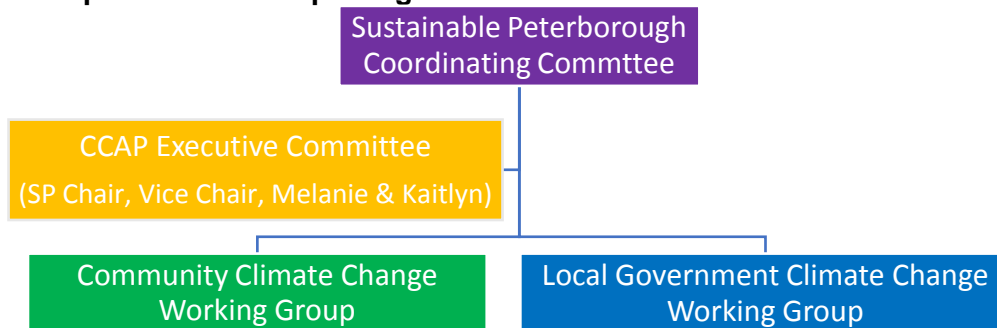 Sustainable Peterborough
Coordinating Commttee
CCAP Executive Committee
(SP Chair, Vice Chair, Melanie & Kaitlyn)
Community Climate Change
Working Group
Local Government Climate Change
Working Group